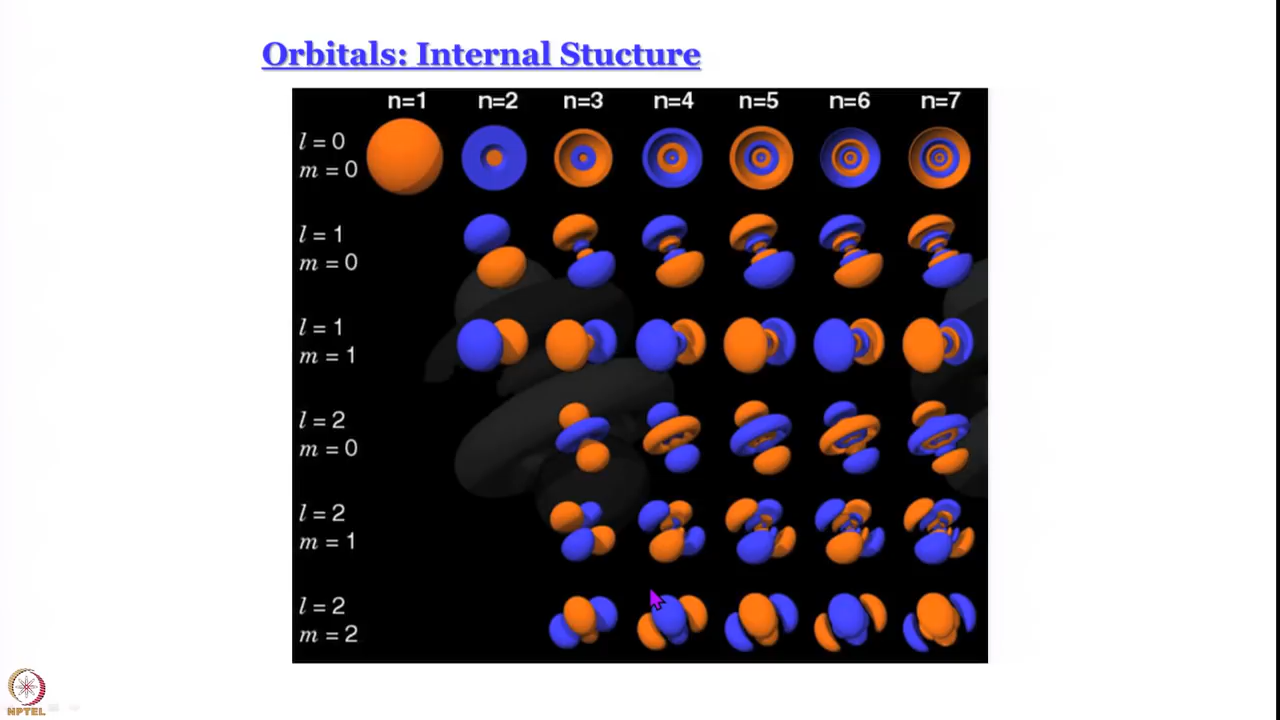 Orbitals: Internal Stucture
n=1 n=2 n=3 n=4 n=5 n=6 n=7
l = 0
m = 0
l = 1
m = 0
l = 1
m = 1
l = 2
m = 0
l = 2
m = 1
l = 2
m = 2
NPTEL